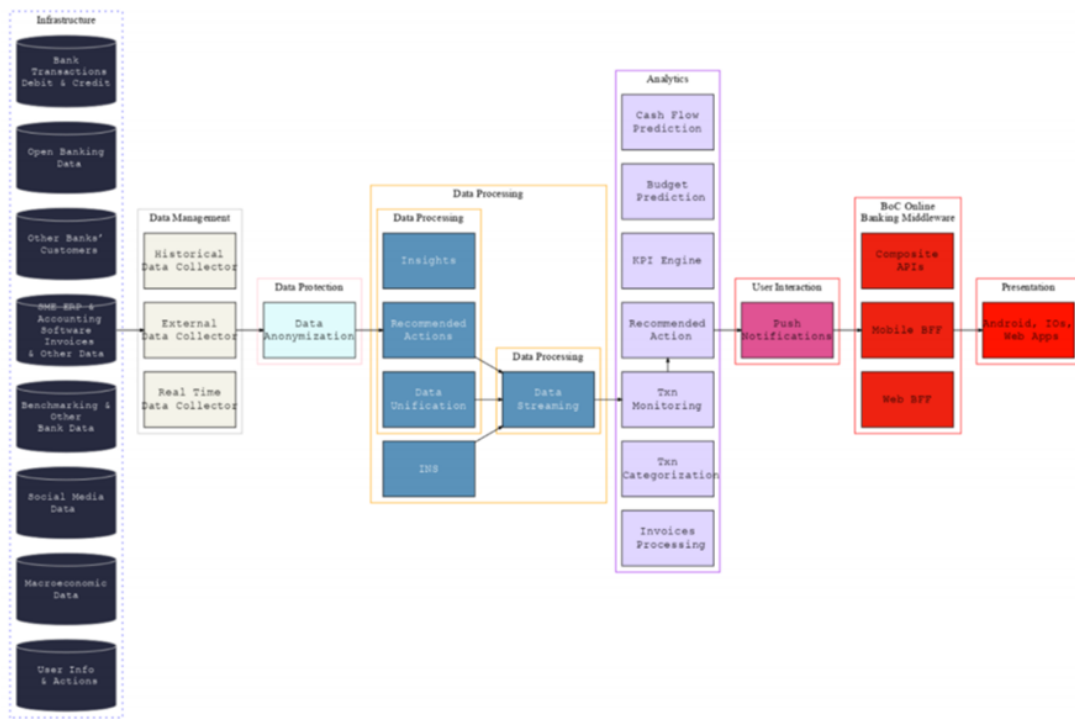 Infrastructure
Bank
Transactions
Debit & Credit
Open Banking
Data
Other Banks'
Customers
SME ERP &
Accounting
Software
Invoices
& Other Data
Benchmarking &
Other
Bank Data
Social Media
Data
Macroeconomic
Data
User Info
& Actions
Data Management
Historical
Data Collector
External
Data Collector
Real Time
Data Collector
Data Protection
Data
Anonymization
Data Processing
Data Processing
Insights
Recommended
Actions
Data
Unification
INS
Data Processing
Data
Streaming
Analytics
Cash Flow
Prediction
Budget
Prediction
KPI Engine
Recommended
Action
Txn
Monitoring
Txn
Categorization
Invoices
Processing
User Interaction
Push
Notifications
BoC Online
Banking Middleware
Composite
APIs
Mobile BFF
Web BFF
Presentation
Android, IOs,
Web Apps